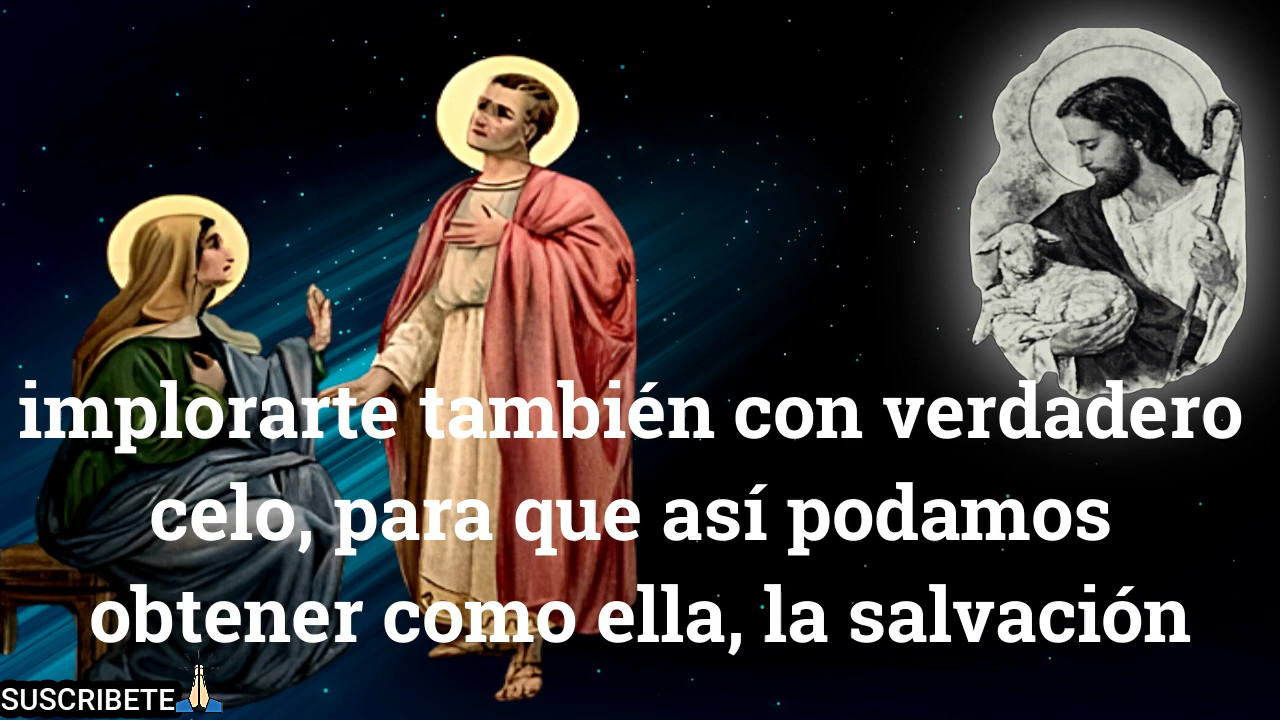 implorarte también con verdadero
celo, para que así podamos
obtener como ella, la salvación
SUSCRIBETE